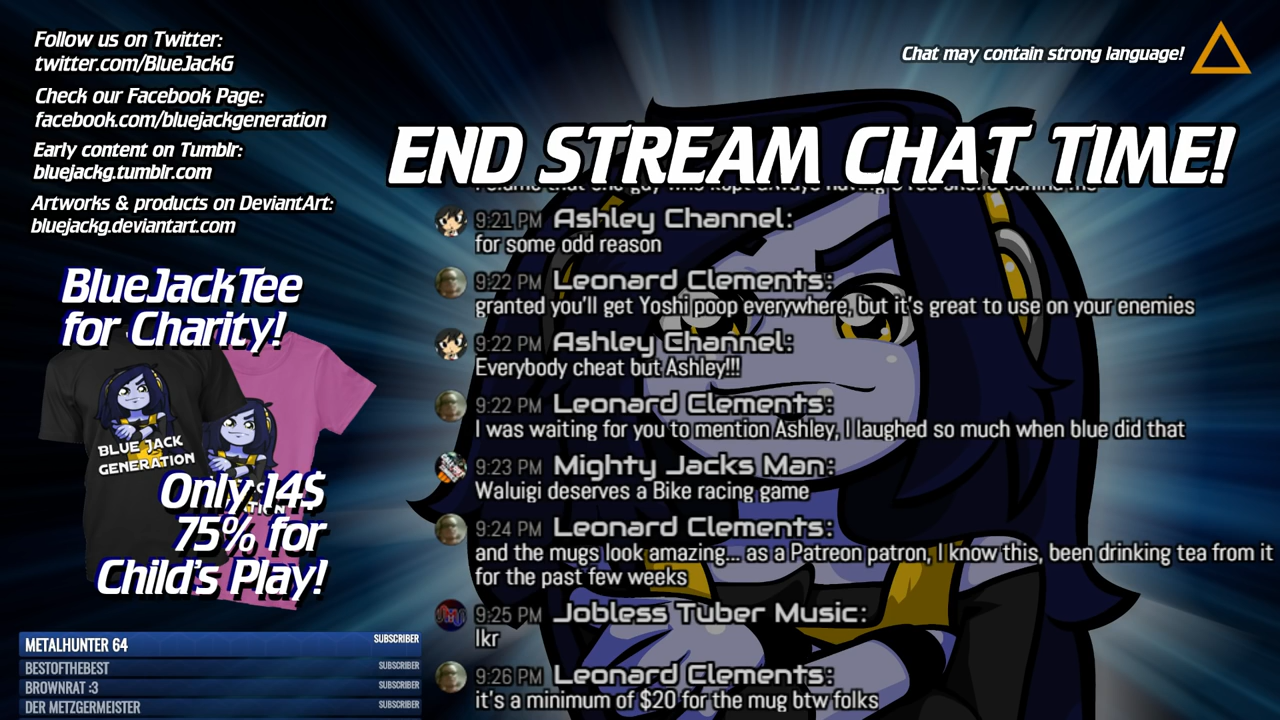 Follow us on Twitter:
twitter.com/BlueJackG
Check our Facebook Page:
facebook.com/bluejackgeneration
Early content on Tumblr:
bluejackg.tumblr.com
Artworks & products on DeviantArt:
bluejackg.deviantart.com
BlueJackTee
for Charity!
BLUE JACK
GENERATION
Only 14$
75% for
Child's Play!
METALHUNTER 64 SUBSCRIBER
BESTOFTHEBEST SUBSCRIBER
BROWNRAT :3 SUBSCRIBER
DER METZGERMEISTER SUBSCRIBER
Chat may contain strong language!
END STREAM CHAT TIME!
9:21 PM Ashley Channel:
for some odd reason
9:22 PM Leonard Clements:
granted you'll get Yoshi poop everywhere, but it's great to use on your enemies
9:22 PM Ashley Channel:
Everybody cheat but Ashley!!!
9:22 PM Leonard Clements:
I was waiting for you to mention Ashley, I laughed so much when blue did that
9:23 PM Mighty Jacks Man:
Waluigi deserves a Bike racing game
9:24 PM Leonard Clements:
and the mugs look amazing... as a Patreon patron, I know this, been drinking tea from it
for the past few weeks
9:25 PM Jobless Tuber Music:
Ikr
9:26 PM Leonard Clements:
it's a minimum of $20 for the mug btw folks